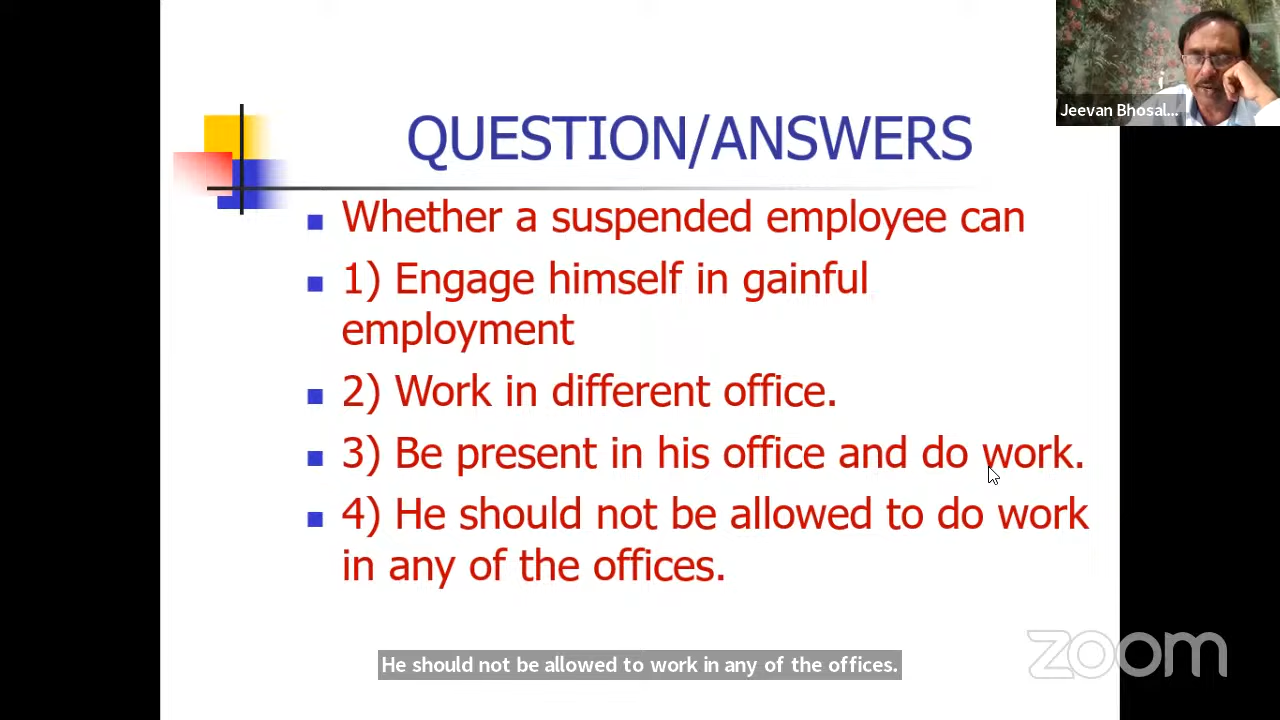 Jeevan Bhosal...
QUESTION/ANSWERS
Whether a suspended employee can
1) Engage himself in gainful
employment
2) Work in different office.
3) Be present in his office and do work.
4) He should not be allowed to do work
in any of the offices.
He should not be allowed to work in any of the offices.
zoom